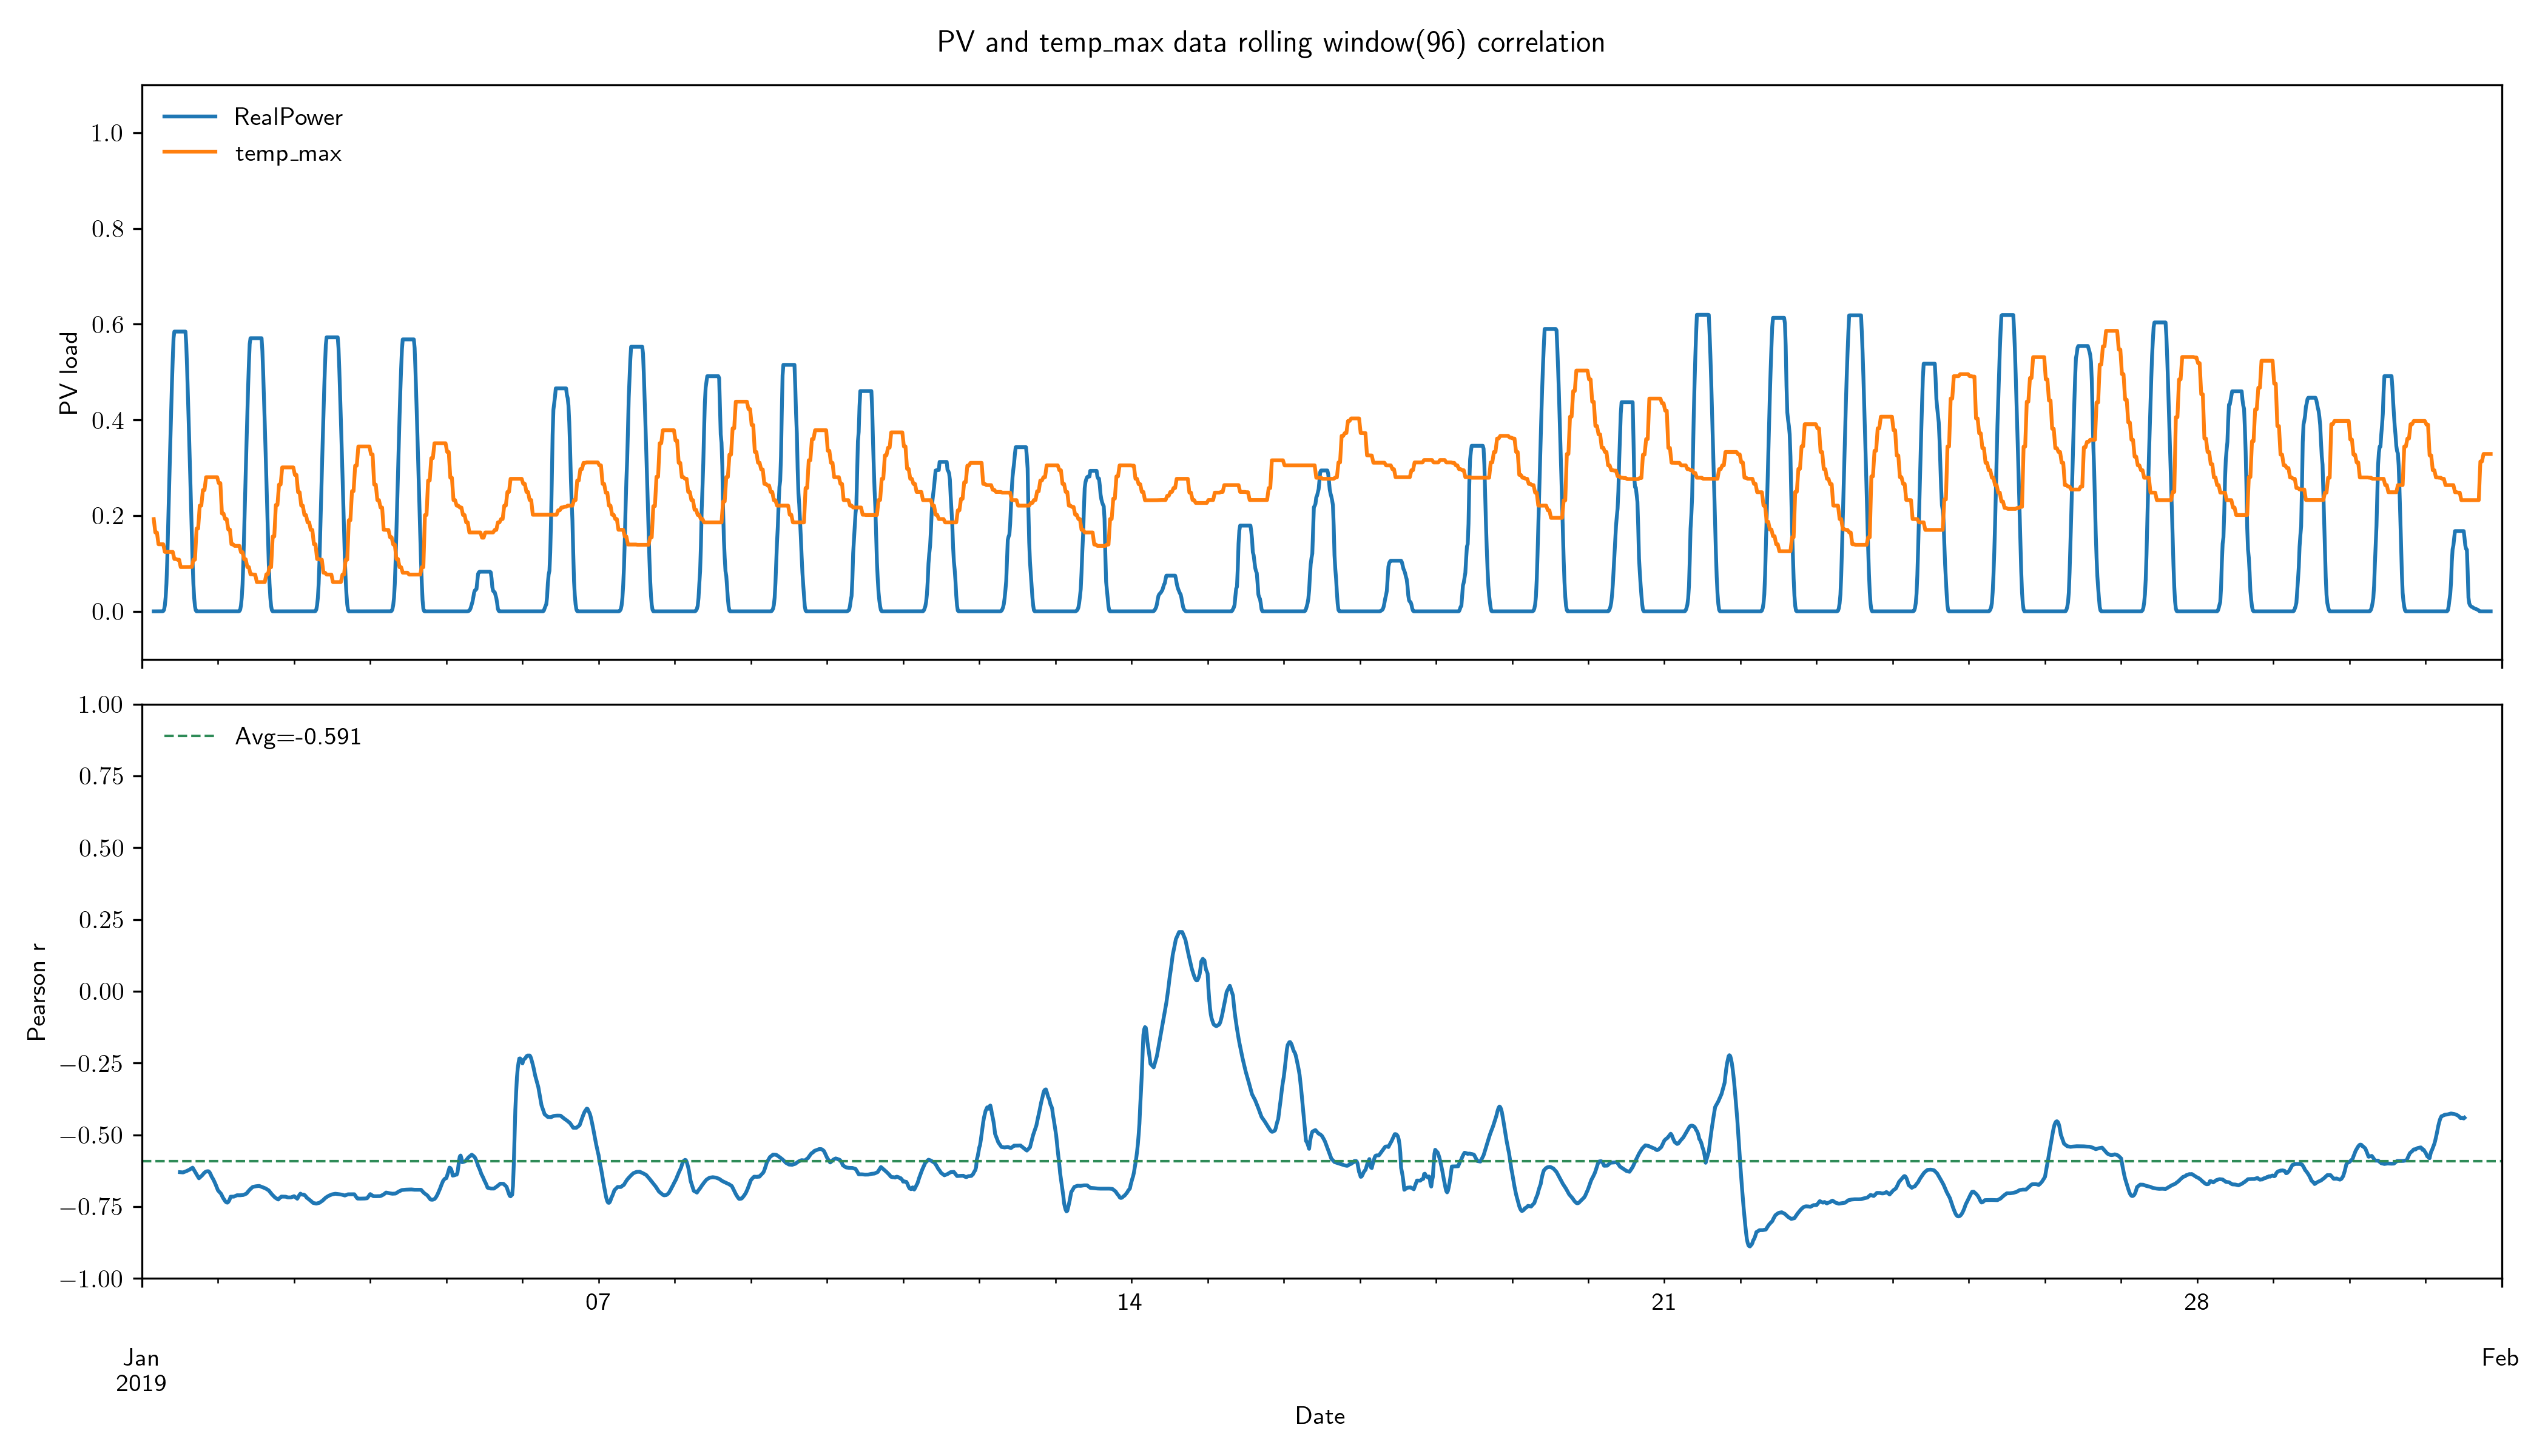 PV and temp_max data rolling window(96) correlation
RealPower
temp_max
PV load
1.0
0.8
0.6
0.4
0.2
0.0
Avg=-0.591
Pearson r
1.00
0.75
0.50
0.25
0.00
−0.25
−0.50
−0.75
−1.00
07
14
21
28
Jan
2019
Feb
Date